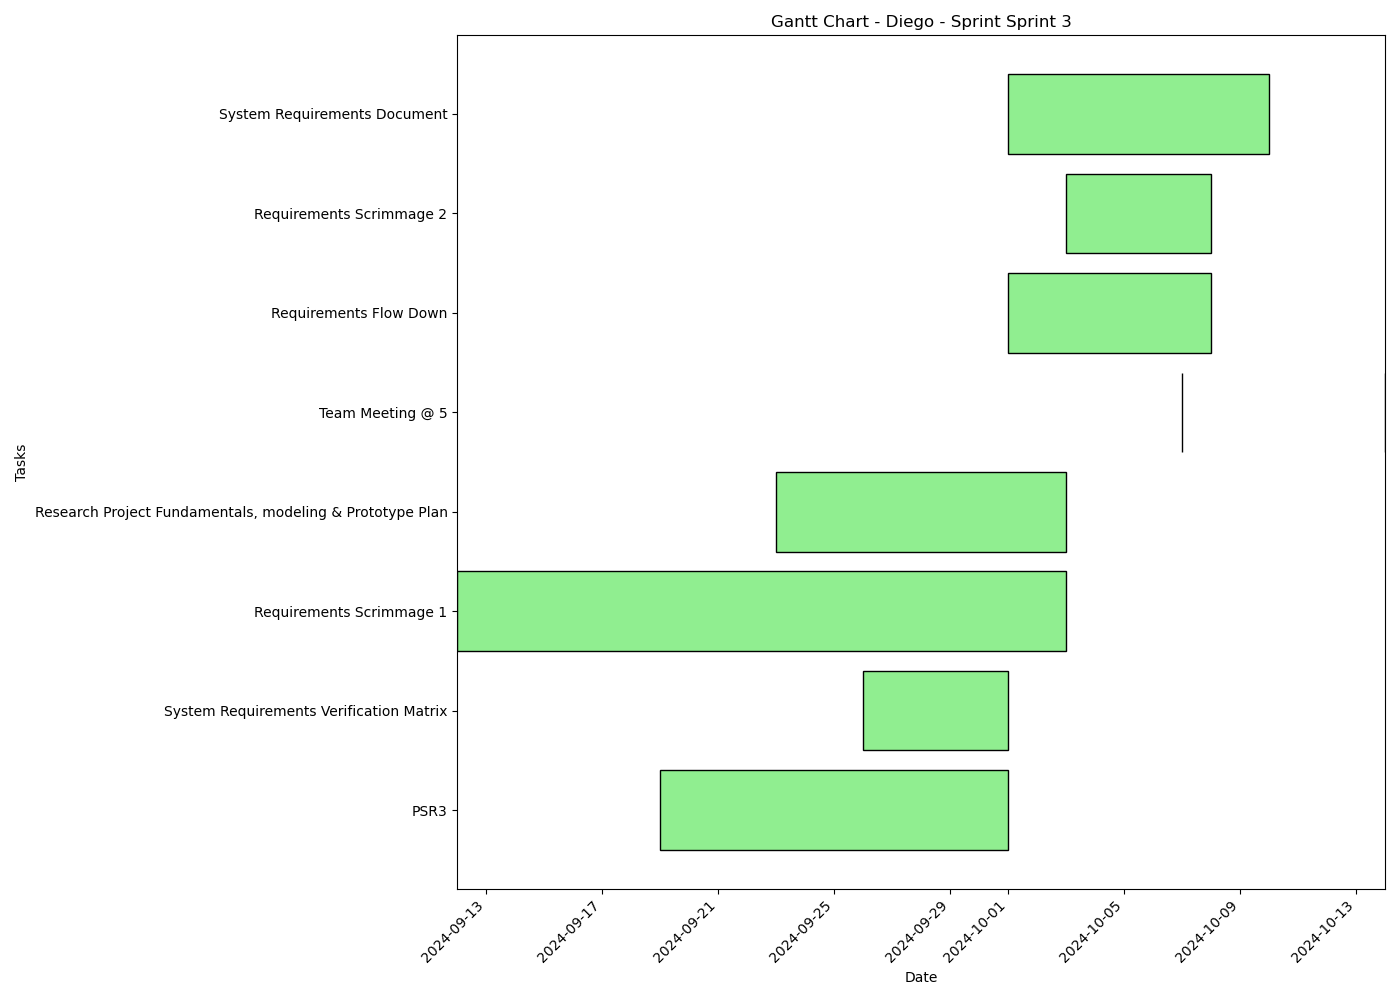 Gantt Chart - Diego - Sprint Sprint 3
System Requirements Document
Requirements Scrimmage 2
Requirements Flow Down
Team Meeting @ 5
Tasks
Research Project Fundamentals, modeling & Prototype Plan
Requirements Scrimmage 1
System Requirements Verification Matrix
PSR3
2024-09-13
2024-09-17
2024-09-21
2024-09-25
2024-09-29
2024-10-01
2024-10-05
2024-10-09
2024-10-13
Date